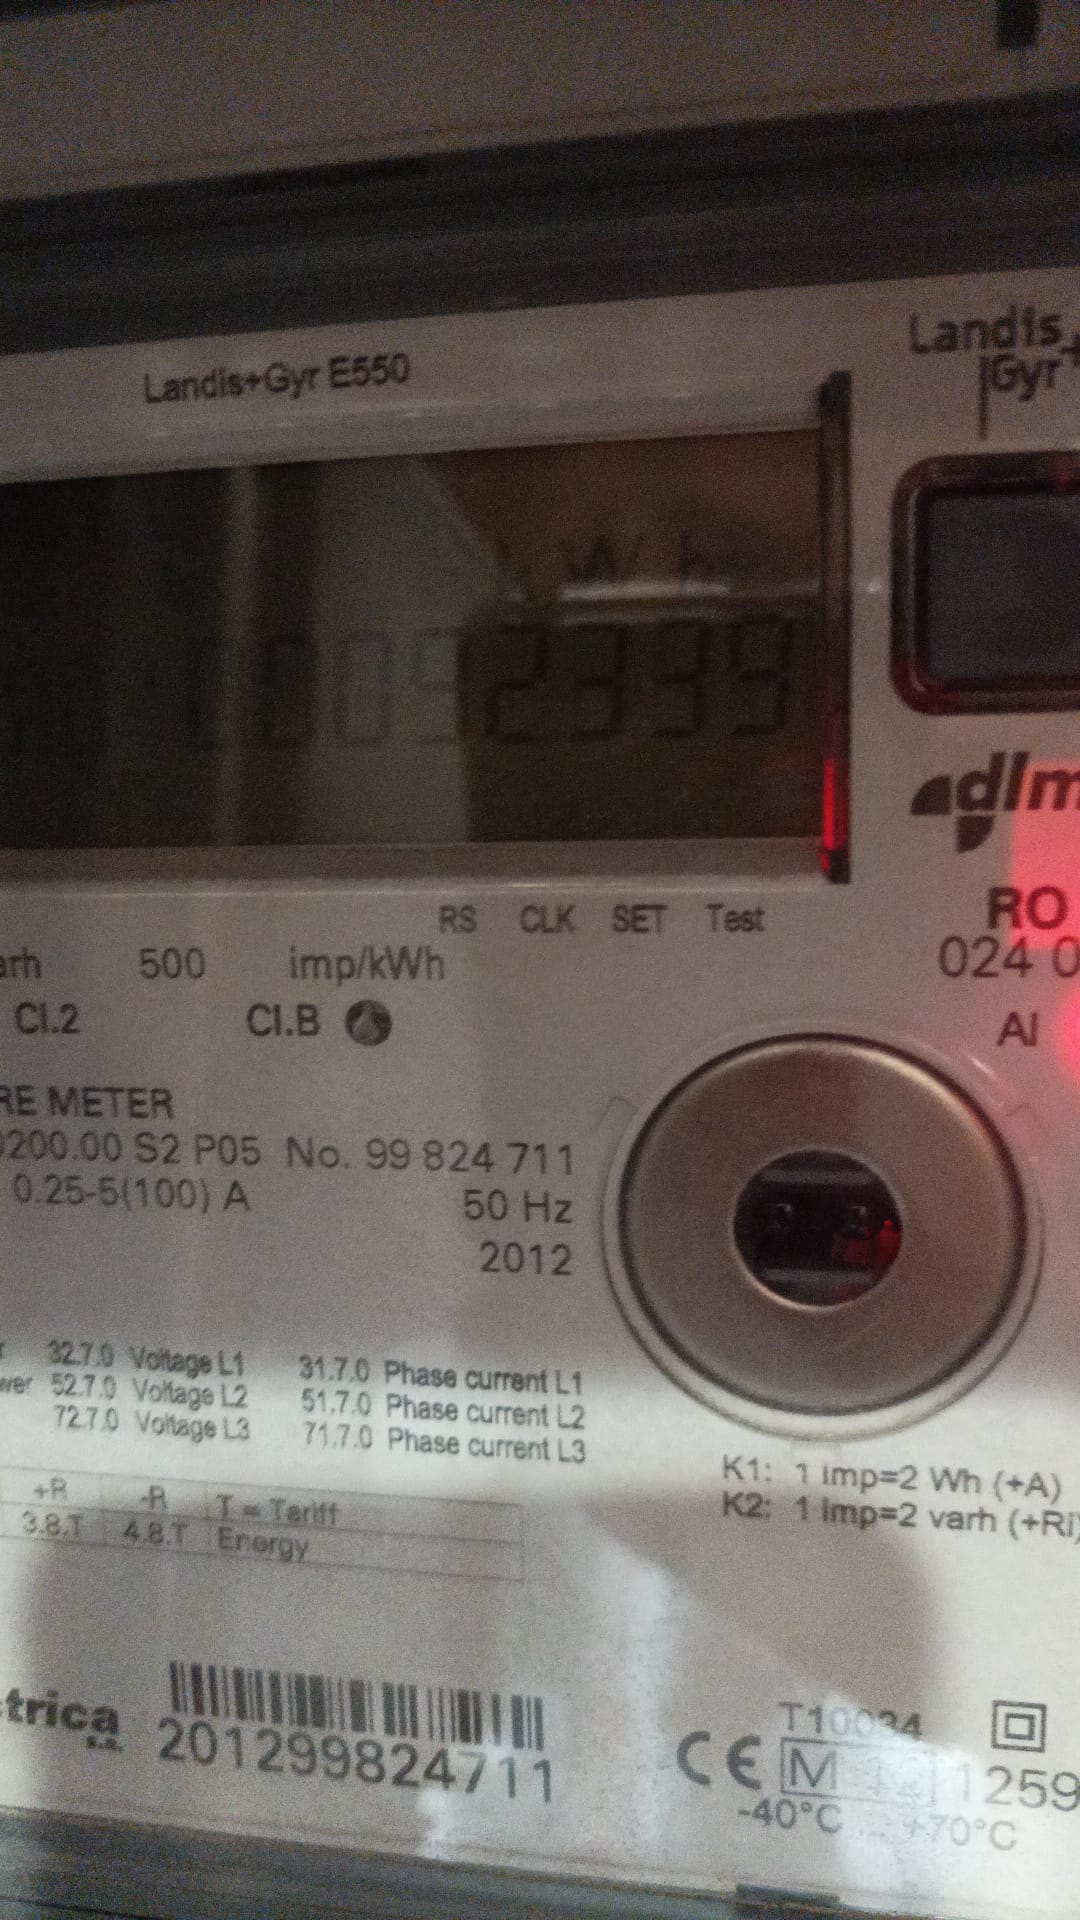 Landis+Gyr E550
Landis+
Gyr
kWh
2339
dlm
RS CLK SET Test
RO
arh 500 imp/kWh
024 0
Cl.2 Cl.B
Al
RE METER
0200.00 S2 P05 No. 99 824 711
0.25-5(100) A 50 Hz
2012
32.7.0 Voltage L1 31.7.0 Phase current L1
wer 52.7.0 Voltage L2 51.7.0 Phase current L2
72.7.0 Voltage L3 71.7.0 Phase current L3
K1: 1 Imp=2 Wh (+A)
K2: 1 Imp=2 varh (+Ri)
+R -R T = Tariff
3.8.T 4.8.T Energy
trica s.a.
201299824711
T10034
CE M 1259
-40°C +70°C